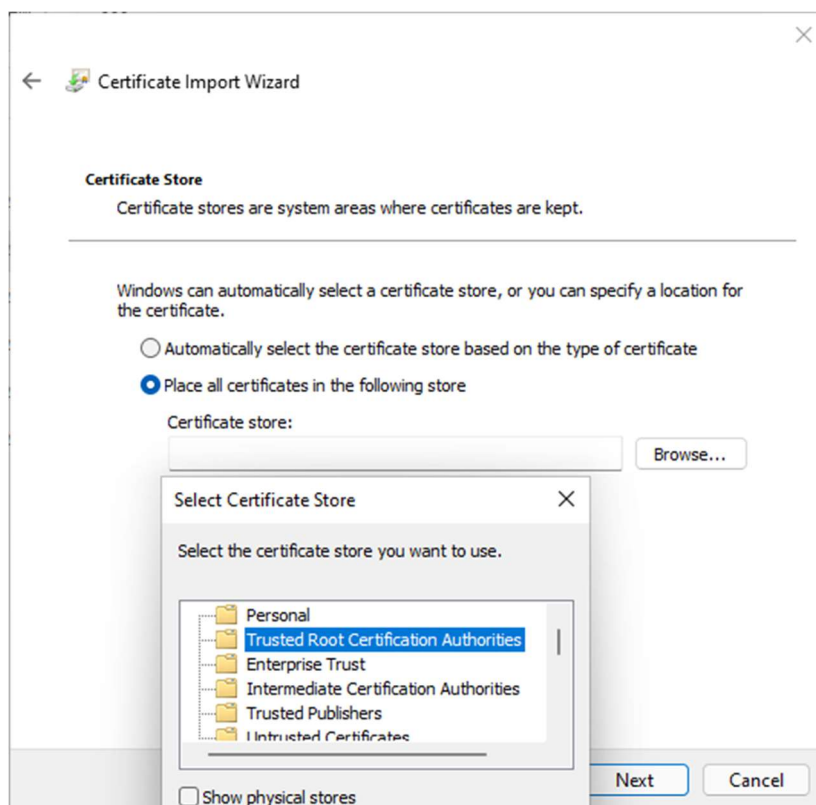 Certificate Import Wizard
Certificate Store
Certificate stores are system areas where certificates are kept.
Windows can automatically select a certificate store, or you can specify a location for
the certificate.
Automatically select the certificate store based on the type of certificate
Place all certificates in the following store
Certificate store:
Browse...
Select Certificate Store
Select the certificate store you want to use.
Personal
Trusted Root Certification Authorities
Enterprise Trust
Intermediate Certification Authorities
Trusted Publishers
Untrusted Certificates
Next
Cancel
Show physical stores